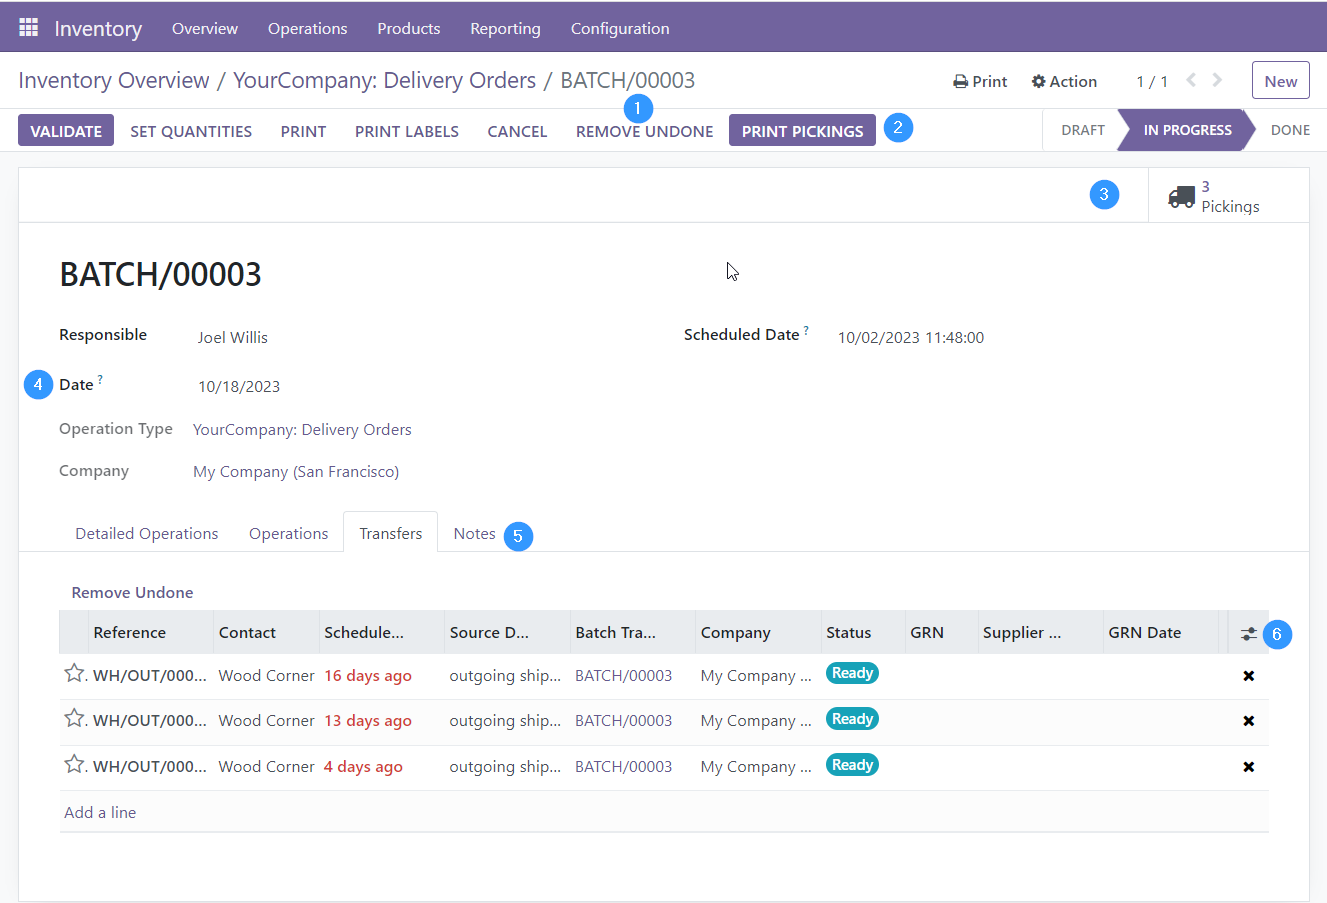 Inventory Overview Operations Products Reporting Configuration
Inventory Overview / YourCompany: Delivery Orders / BATCH/00003 Print Action 1 / 1 New
1
VALIDATE SET QUANTITIES PRINT PRINT LABELS CANCEL REMOVE UNDONE PRINT PICKINGS 2 DRAFT IN PROGRESS DONE
3 3
Pickings
BATCH/00003
Responsible Joel Willis Scheduled Date ? 10/02/2023 11:48:00
4 Date ? 10/18/2023
Operation Type YourCompany: Delivery Orders
Company My Company (San Francisco)
Detailed Operations Operations Transfers Notes 5
Remove Undone
Reference Contact Schedule... Source D... Batch Tra... Company Status GRN Supplier ... GRN Date 6
WH/OUT/000... Wood Corner 16 days ago outgoing ship... BATCH/00003 My Company ... Ready
WH/OUT/000... Wood Corner 13 days ago outgoing ship... BATCH/00003 My Company ... Ready
WH/OUT/000... Wood Corner 4 days ago outgoing ship... BATCH/00003 My Company ... Ready
Add a line